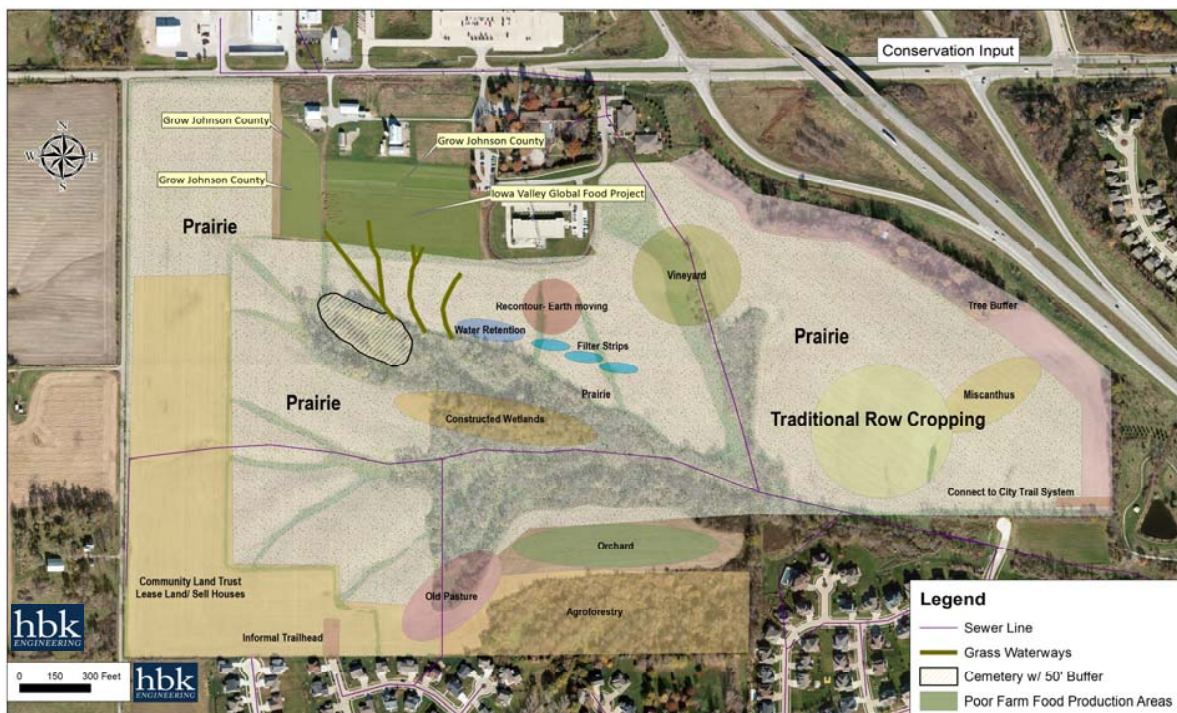 Conservation Input
Grow Johnson County
Grow Johnson County
Grow Johnson County
Iowa Valley Global Food Project
N
W E
S
Prairie
Vineyard
Recontour- Earth moving
Tree Buffer
Water Retention
Filter Strips
Prairie
Prairie
Prairie
Miscanthus
Constructed Wetlands
Traditional Row Cropping
Connect to City Trail System
Orchard
Community Land Trust
Lease Land/ Sell Houses
Old Pasture
Agroforestry
Informal Trailhead
hbk
ENGINEERING
0 150 300 Feet
hbk
ENGINEERING
Legend
Sewer Line
Grass Waterways
Cemetery w/ 50' Buffer
Poor Farm Food Production Areas